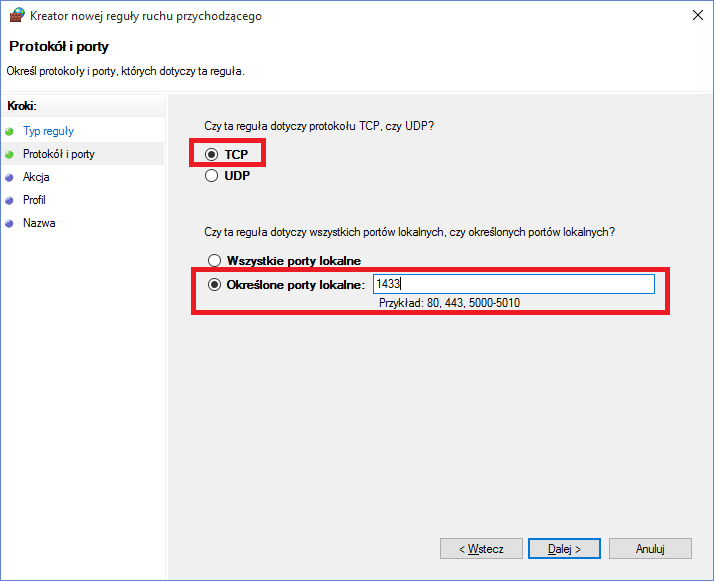 Kreator nowej reguły ruchu przychodzącego
Protokół i porty
Określ protokoły i porty, których dotyczy ta reguła.
Kroki:
Typ reguły
Protokół i porty
Akcja
Profil
Nazwa
Czy ta reguła dotyczy protokołu TCP, czy UDP?
TCP
UDP
Czy ta reguła dotyczy wszystkich portów lokalnych, czy określonych portów lokalnych?
Wszystkie porty lokalne
Określone porty lokalne: 1433
Przykład: 80, 443, 5000-5010
< Wstecz Dalej > Anuluj